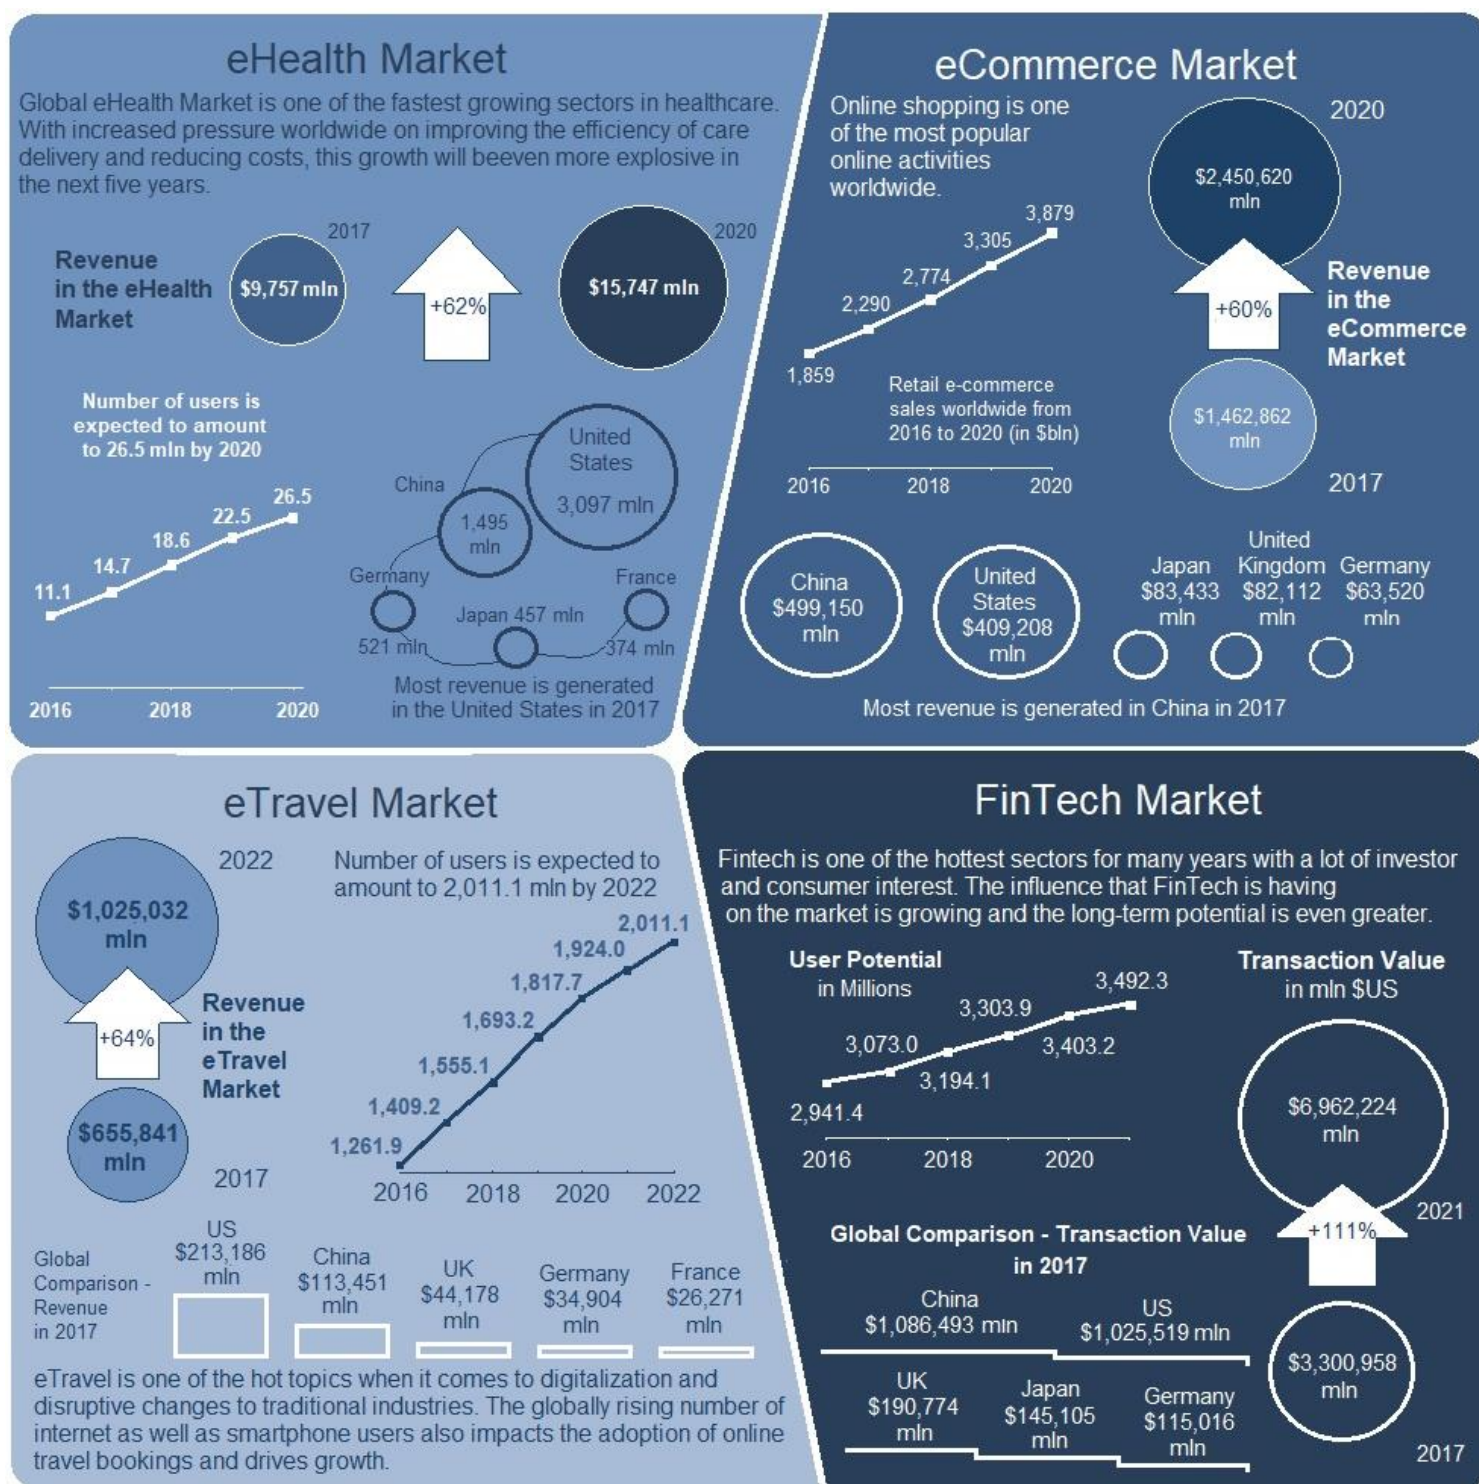 eHealth Market
Global eHealth Market is one of the fastest growing sectors in healthcare.
With increased pressure worldwide on improving the efficiency of care
delivery and reducing costs, this growth will beeven more explosive in
the next five years.
2017
2020
Revenue
in the eHealth
Market
$9,757 mln
+62%
$15,747 mln
Number of users is
expected to amount
to 26.5 mln by 2020
11.1
14.7
18.6
22.5
26.5
2016
2018
2020
United
States
3,097 mln
China
1,495
mln
Germany
521 mln
Japan 457 mln
France
374 mln
Most revenue is generated
in the United States in 2017
eCommerce Market
Online shopping is one
of the most popular
online activities
worldwide.
1,859
2,290
2,774
3,305
3,879
Retail e-commerce
sales worldwide from
2016 to 2020 (in $bln)
2016
2018
2020
2020
$2,450,620
mln
+60%
Revenue
in the
eCommerce
Market
$1,462,862
mln
2017
China
$499,150
mln
United
States
$409,208
mln
Japan
$83,433
mln
United
Kingdom
$82,112
mln
Germany
$63,520
mln
Most revenue is generated in China in 2017
eTravel Market
2022
$1,025,032
mln
+64%
Revenue
in the
eTravel
Market
$655,841
mln
2017
Number of users is expected to
amount to 2,011.1 mln by 2022
1,261.9
1,409.2
1,555.1
1,693.2
1,817.7
1,924.0
2,011.1
2016
2018
2020
2022
Global
Comparison -
Revenue
in 2017
US
$213,186
mln
China
$113,451
mln
UK
$44,178
mln
Germany
$34,904
mln
France
$26,271
mln
eTravel is one of the hot topics when it comes to digitalization and
disruptive changes to traditional industries. The globally rising number of
internet as well as smartphone users also impacts the adoption of online
travel bookings and drives growth.
FinTech Market
Fintech is one of the hottest sectors for many years with a lot of investor
and consumer interest. The influence that FinTech is having
on the market is growing and the long-term potential is even greater.
User Potential
in Millions
2,941.4
3,073.0
3,194.1
3,303.9
3,403.2
3,492.3
2016
2018
2020
Transaction Value
in mln $US
$6,962,224
mln
2021
+111%
$3,300,958
mln
2017
Global Comparison - Transaction Value
in 2017
China
$1,086,493 mln
US
$1,025,519 mln
UK
$190,774
mln
Japan
$145,105
mln
Germany
$115,016
mln